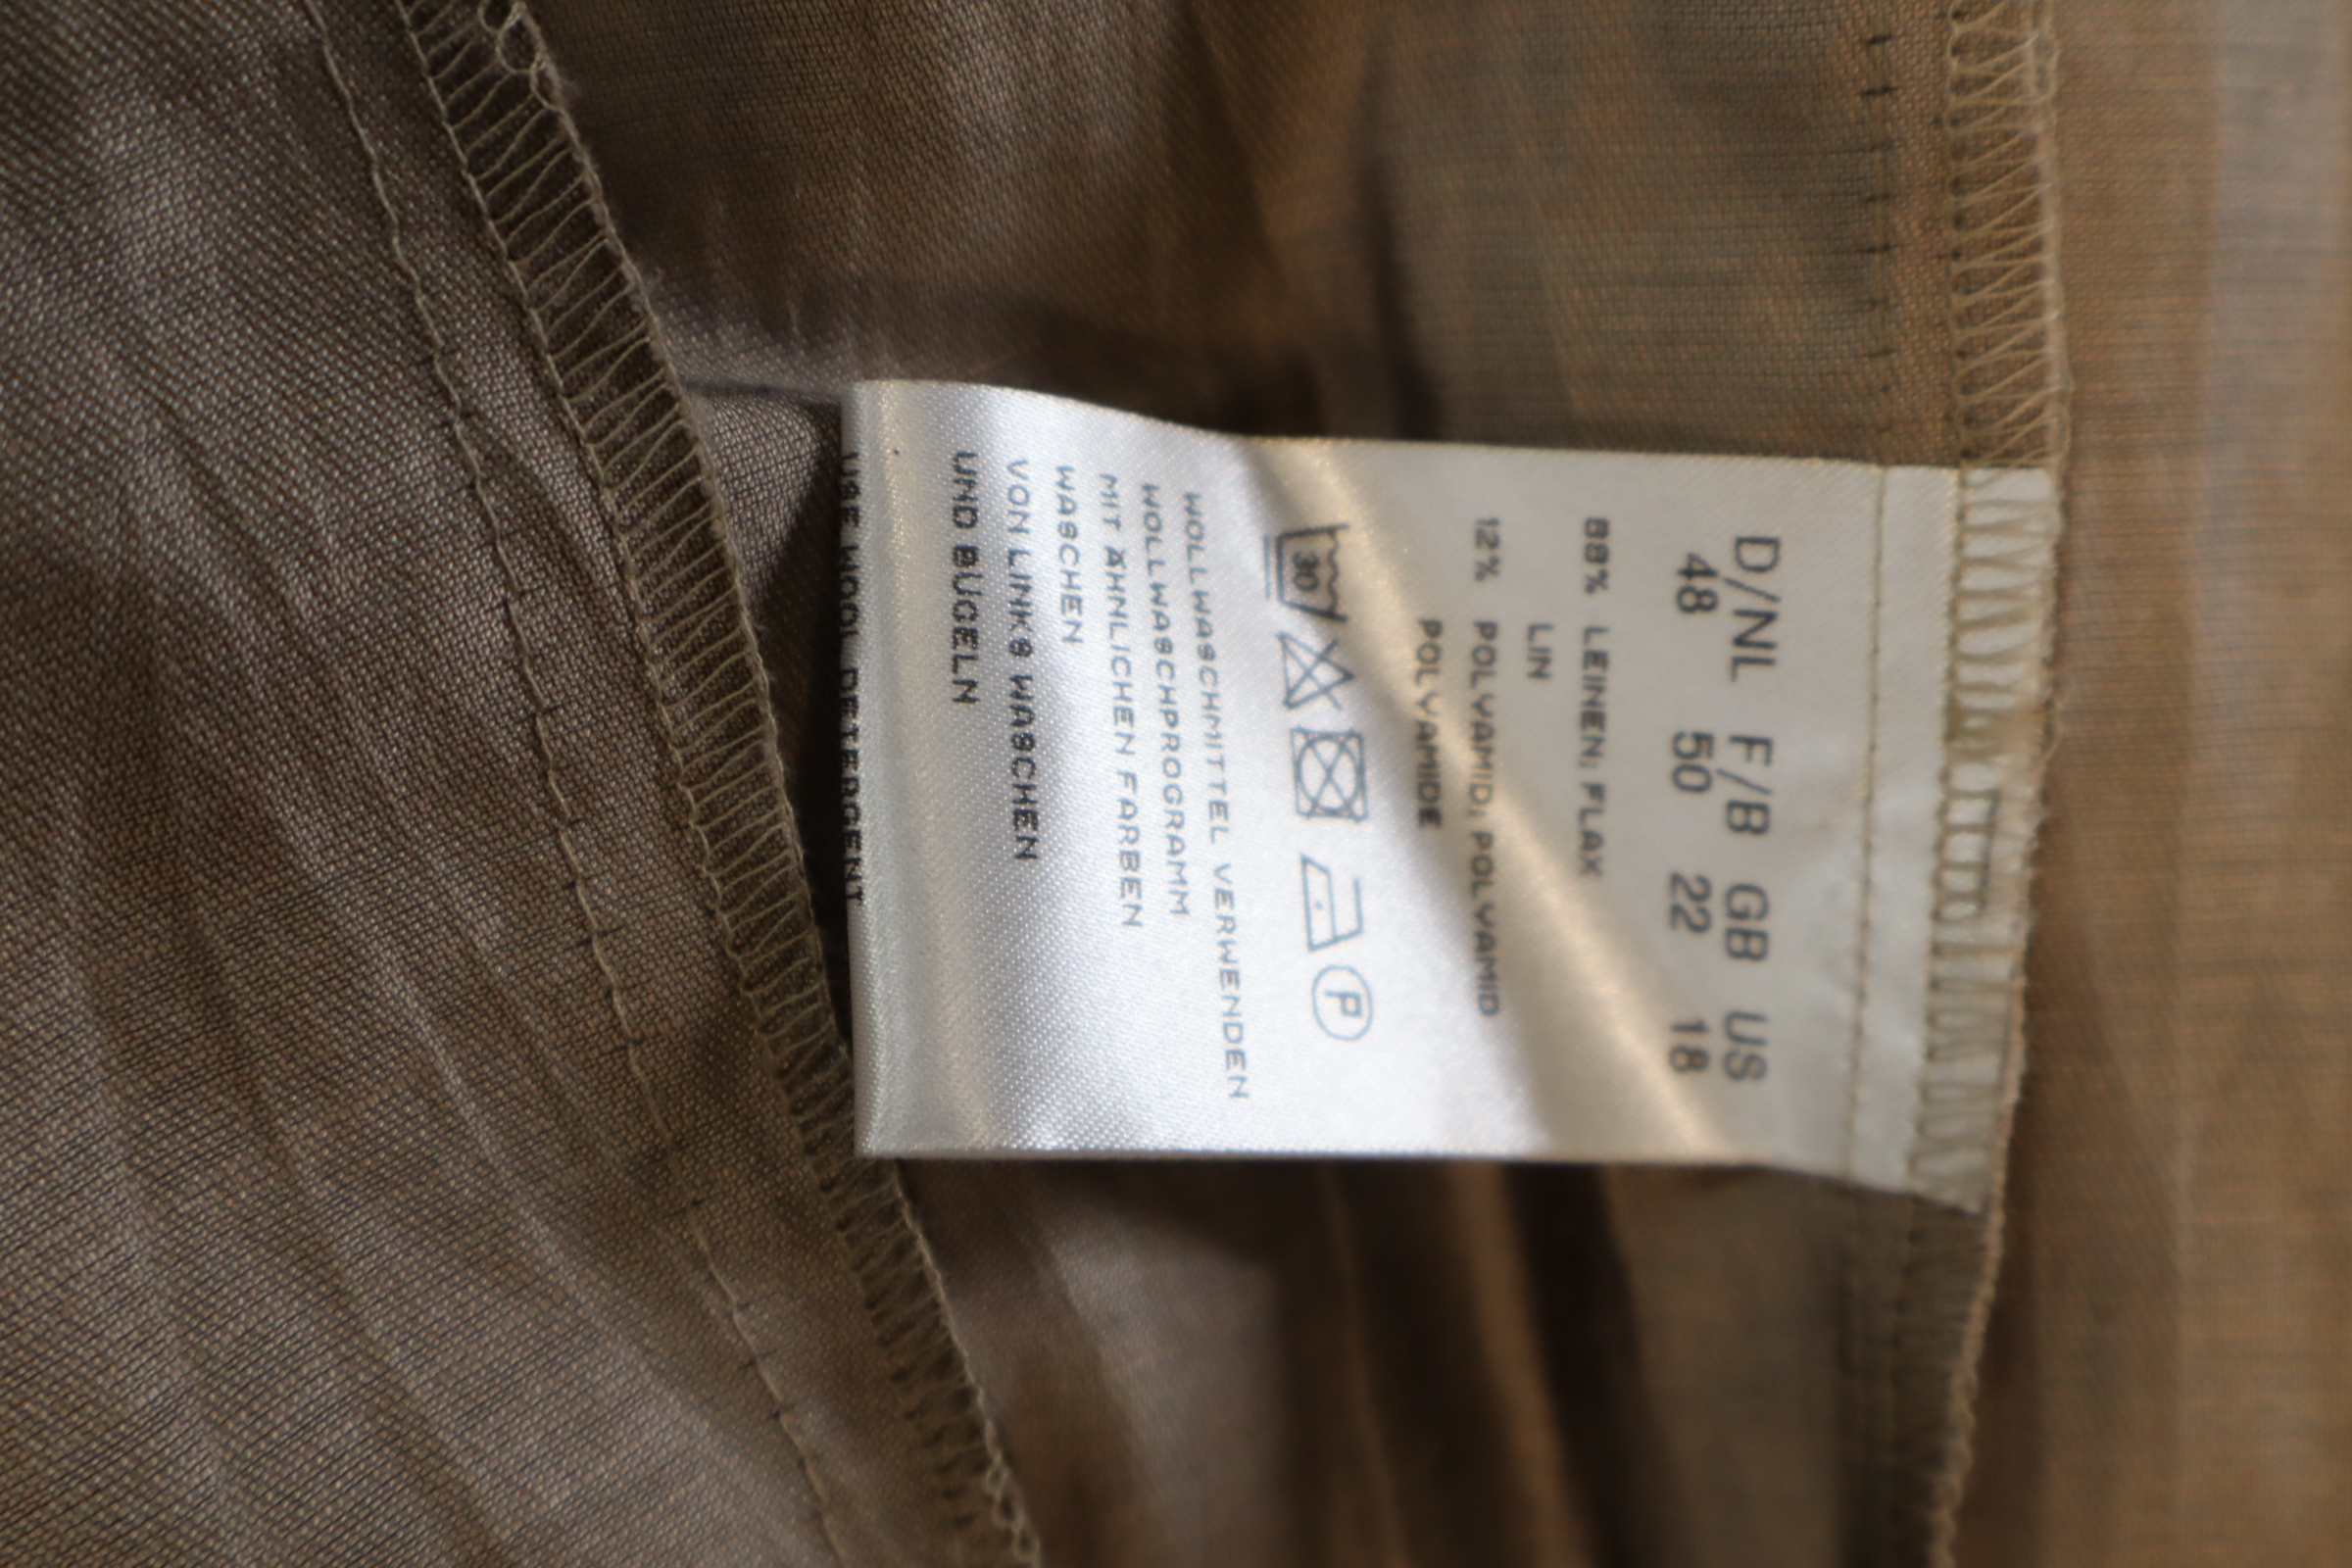 D/NL F/B GB US
48 50 22 18
88% LEINEN; FLAX
LIN
12% POLYAMID; POLYAMID
POLYAMIDE
30 P
WOLLWASCHMITTEL VERWENDEN
WOLLWASCHPROGRAMM
MIT ÄHNLICHEN FARBEN
WASCHEN
VON LINKS WASCHEN
UND BÜGELN
USE WOOL DETERGENT